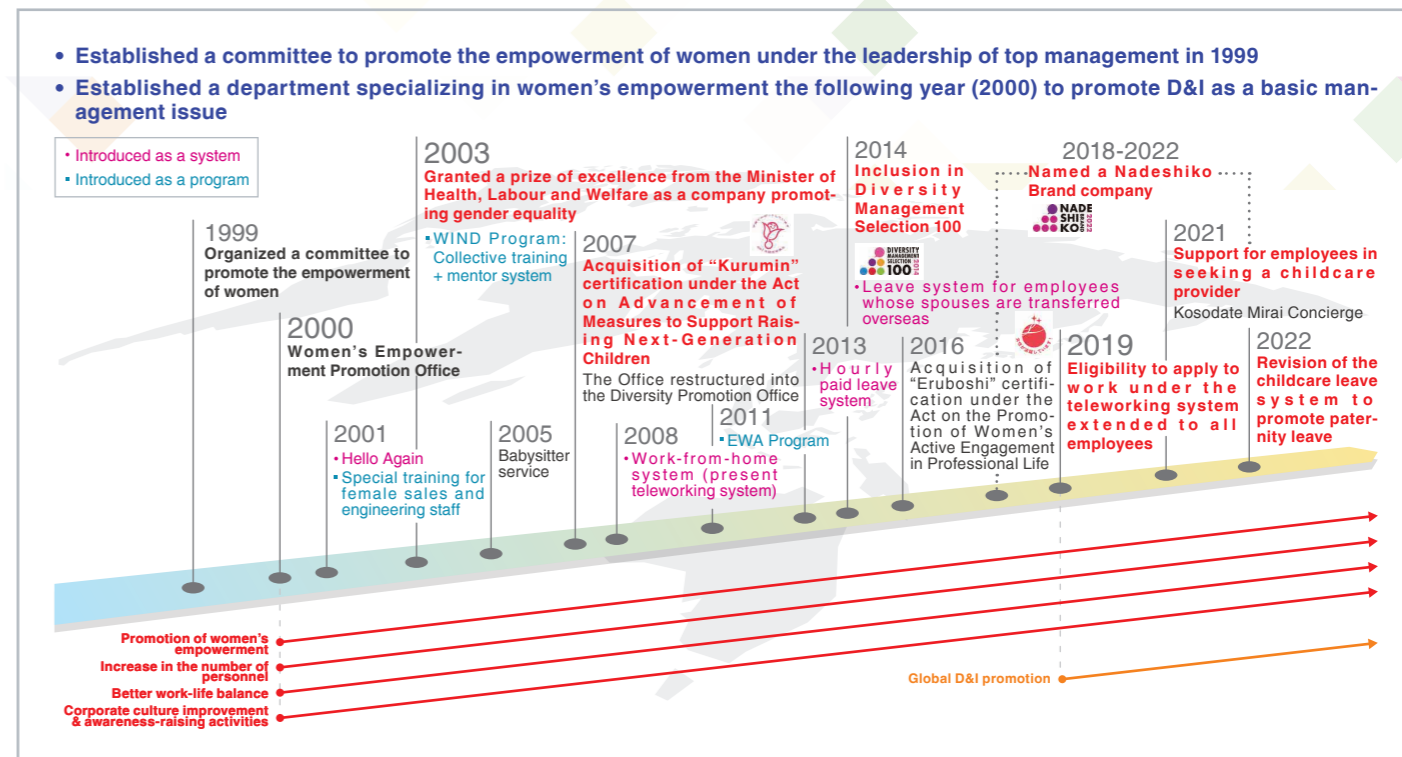 • Established a committee to promote the empowerment of women under the leadership of top management in 1999
• Established a department specializing in women's empowerment the following year (2000) to promote D&I as a basic man-
agement issue
• Introduced as a system
▪ Introduced as a program
1999
Organized a committee to
promote the empowerment
of women
2000
Women's Empower-
ment Promotion Office
2001
• Hello Again
▪ Special training for
female sales and
engineering staff
2003
Granted a prize of excellence from the Minister of
Health, Labour and Welfare as a company promot-
ing gender equality
▪ WIND Program:
Collective training
+ mentor system
2005
Babysitter
service
2007
Acquisition of “Kurumin”
certification under the Act
on Advancement of
Measures to Support Rais-
ing Next-Generation
Children
The Office restructured into
the Diversity Promotion Office
2008
• Work-from-home
system (present
teleworking system)
2011
▪ EWA Program
2013
• Hourly
paid leave
system
2014
Inclusion in
Diversity
Management
Selection 100
DIVERSITY
MANAGEMENT
SELECTION
100
2014
• Leave system for employees
whose spouses are transferred
overseas
2016
Acquisition of
“Eruboshi” certifi-
cation under the
Act on the Promo-
tion of Women's
Active Engagement
in Professional Life
2018-2022
Named a Nadeshiko
Brand company
NADE
SHI
KO
BRAND
2022
2019
Eligibility to apply to
work under the
teleworking system
extended to all
employees
2021
Support for employees in
seeking a childcare
provider
Kosodate Mirai Concierge
2022
Revision of the
childcare leave
system to
promote pater-
nity leave
Promotion of women's
empowerment
Increase in the number of
personnel
Better work-life balance
Corporate culture improvement
& awareness-raising activities
Global D&I promotion